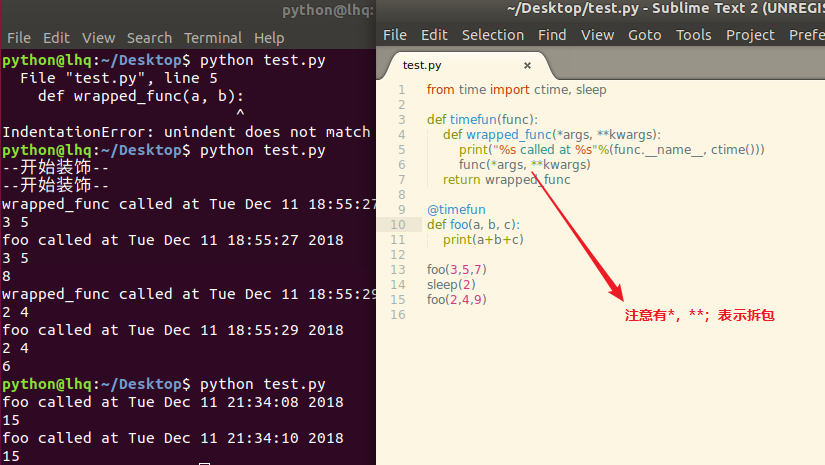 python@lhq:
File Edit View Search Terminal Help
python@lhq:~/Desktop$ python test.py
File "test.py", line 5
def wrapped_func(a, b):
^
IndentationError: unindent does not match
python@lhq:~/Desktop$ python test.py
--开始装饰--
--开始装饰--
wrapped_func called at Tue Dec 11 18:55:27
3 5
foo called at Tue Dec 11 18:55:27 2018
3 5
8
wrapped_func called at Tue Dec 11 18:55:29
2 4
foo called at Tue Dec 11 18:55:29 2018
2 4
6
python@lhq:~/Desktop$ python test.py
foo called at Tue Dec 11 21:34:08 2018
15
foo called at Tue Dec 11 21:34:10 2018
15
~/Desktop/test.py - Sublime Text 2 (UNREGIS
File Edit Selection Find View Goto Tools Project Prefe
test.py ×
1 from time import ctime, sleep
2
3 def timefun(func):
4 def wrapped_func(*args, **kwargs):
5 print("%s called at %s"%(func.__name__, ctime()))
6 func(*args, **kwargs)
7 return wrapped_func
8
9 @timefun
10 def foo(a, b, c):
11 print(a+b+c)
12
13 foo(3,5,7)
14 sleep(2)
15 foo(2,4,9)
16
注意有*，**；表示拆包